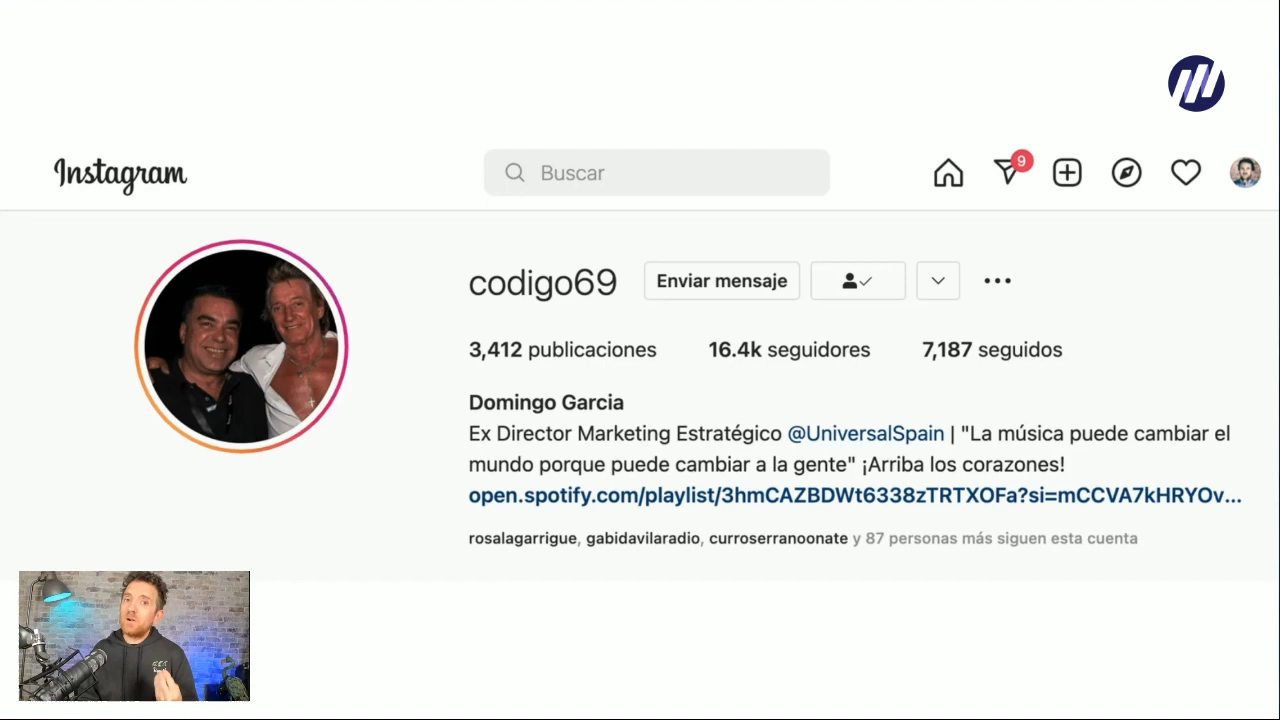 Instagram
Buscar
9
codigo69
Enviar mensaje
3,412 publicaciones 16.4k seguidores 7,187 seguidos
Domingo Garcia
Ex Director Marketing Estratégico @UniversalSpain | "La música puede cambiar el
mundo porque puede cambiar a la gente" ¡Arriba los corazones!
open.spotify.com/playlist/3hmCAZBDWt6338zTRTXOFa?si=mCCVA7kHRYOv...
rosalagarrigue, gabidavilaradio, curroserranoonate y 87 personas más siguen esta cuenta